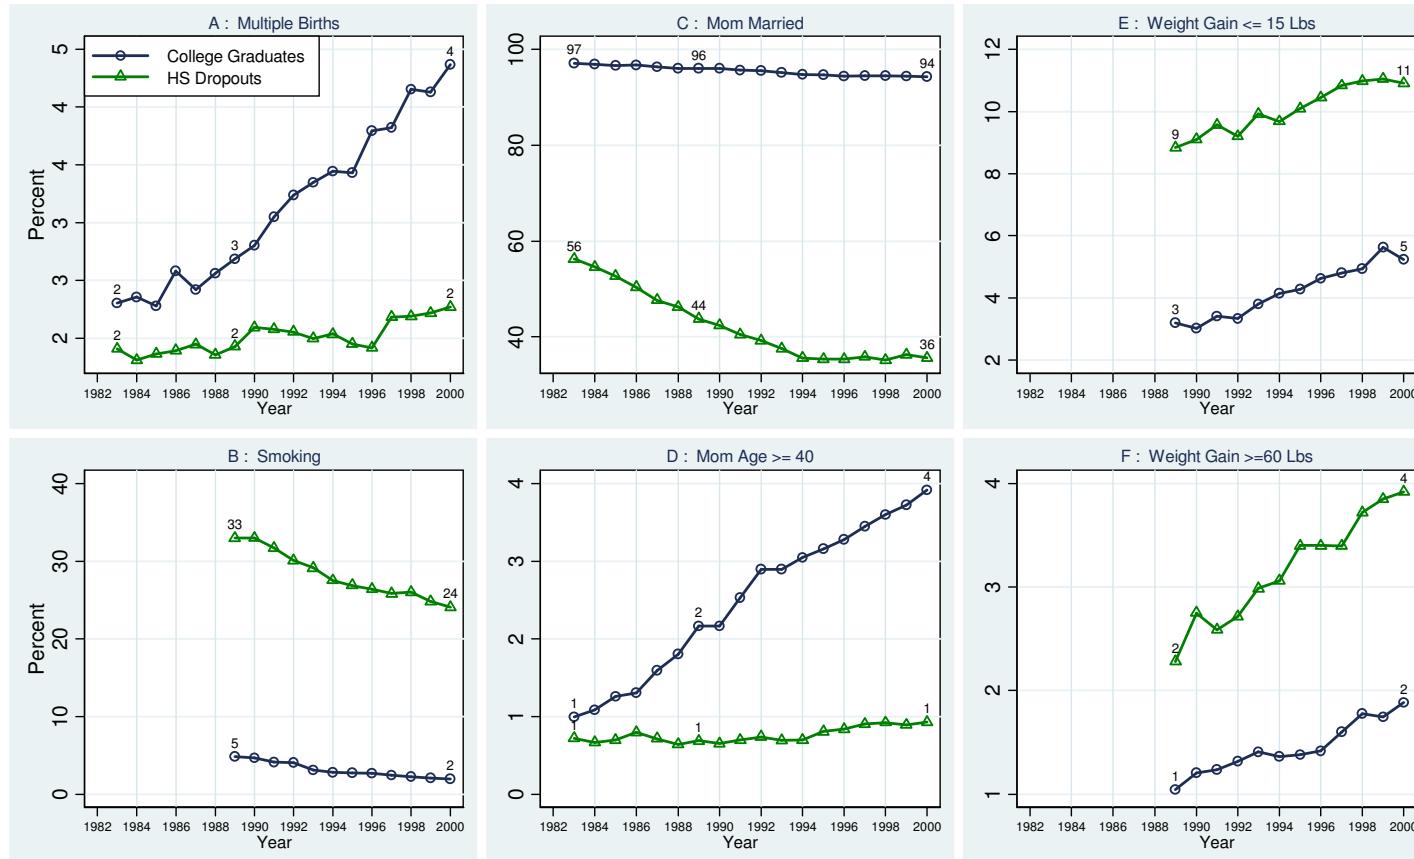 A : Multiple Births
5
4
4
3
3
2
Percent
College Graduates
HS Dropouts
2
3
4
2
2
2
1982 1984 1986 1988 1990 1992 1994 1996 1998 2000
Year
C : Mom Married
100
80
60
40
97
96
94
56
44
36
1982 1984 1986 1988 1990 1992 1994 1996 1998 2000
Year
E : Weight Gain <= 15 Lbs
12
10
8
6
4
2
9
11
3
5
1982 1984 1986 1988 1990 1992 1994 1996 1998 2000
Year
B : Smoking
40
30
20
10
0
Percent
33
24
5
2
1982 1984 1986 1988 1990 1992 1994 1996 1998 2000
Year
D : Mom Age >= 40
4
3
2
1
0
1
2
4
1
1
1
1982 1984 1986 1988 1990 1992 1994 1996 1998 2000
Year
F : Weight Gain >=60 Lbs
4
3
2
1
2
4
1
2
1982 1984 1986 1988 1990 1992 1994 1996 1998 2000
Year